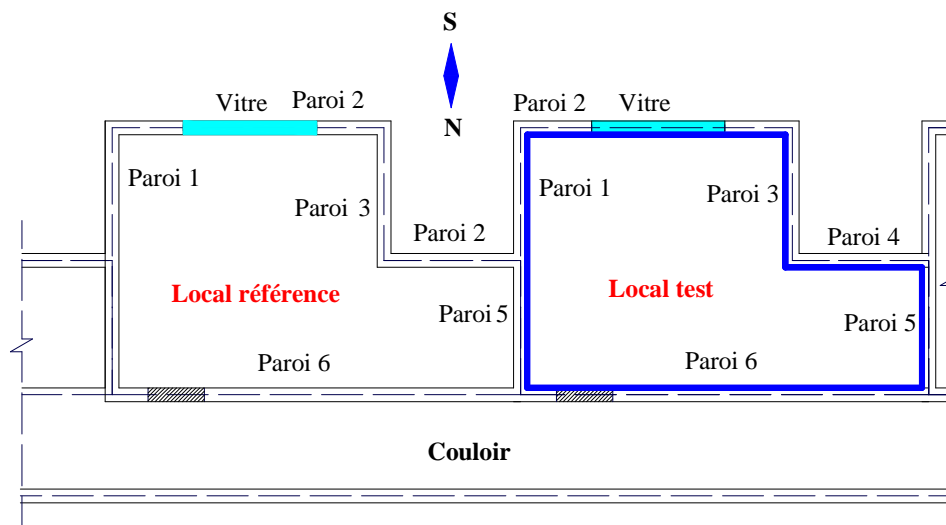 S
N
Vitre
Paroi 2
Paroi 2
Vitre
Paroi 1
Paroi 3
Paroi 2
Local référence
Paroi 5
Paroi 6
Paroi 1
Paroi 3
Paroi 4
Local test
Paroi 5
Paroi 6
Couloir